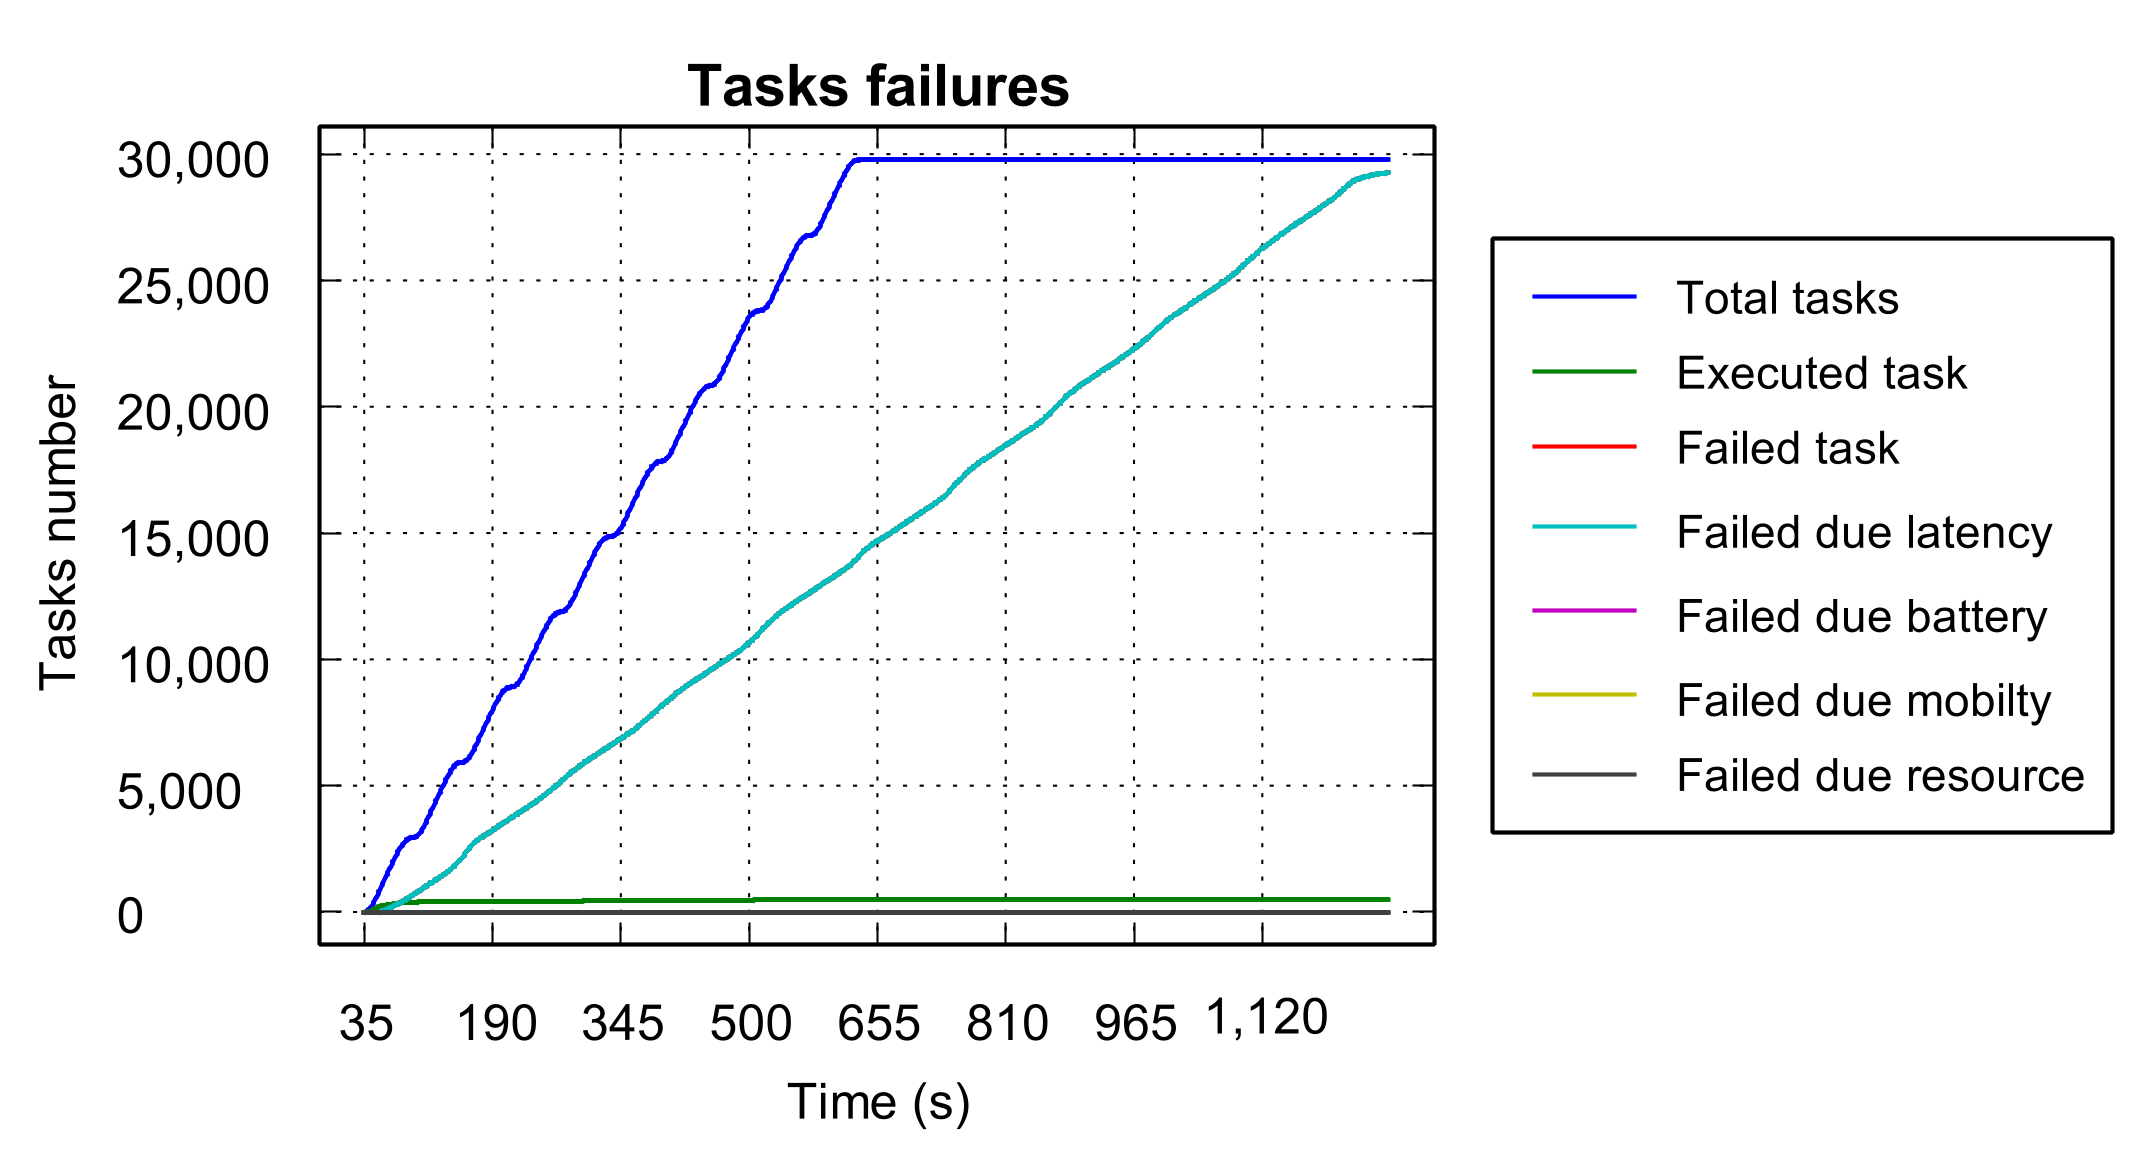 Tasks failures
30,000
25,000
20,000
15,000
10,000
5,000
0
Tasks number
35 190 345 500 655 810 965 1,120
Time (s)
Total tasks
Executed task
Failed task
Failed due latency
Failed due battery
Failed due mobilty
Failed due resource